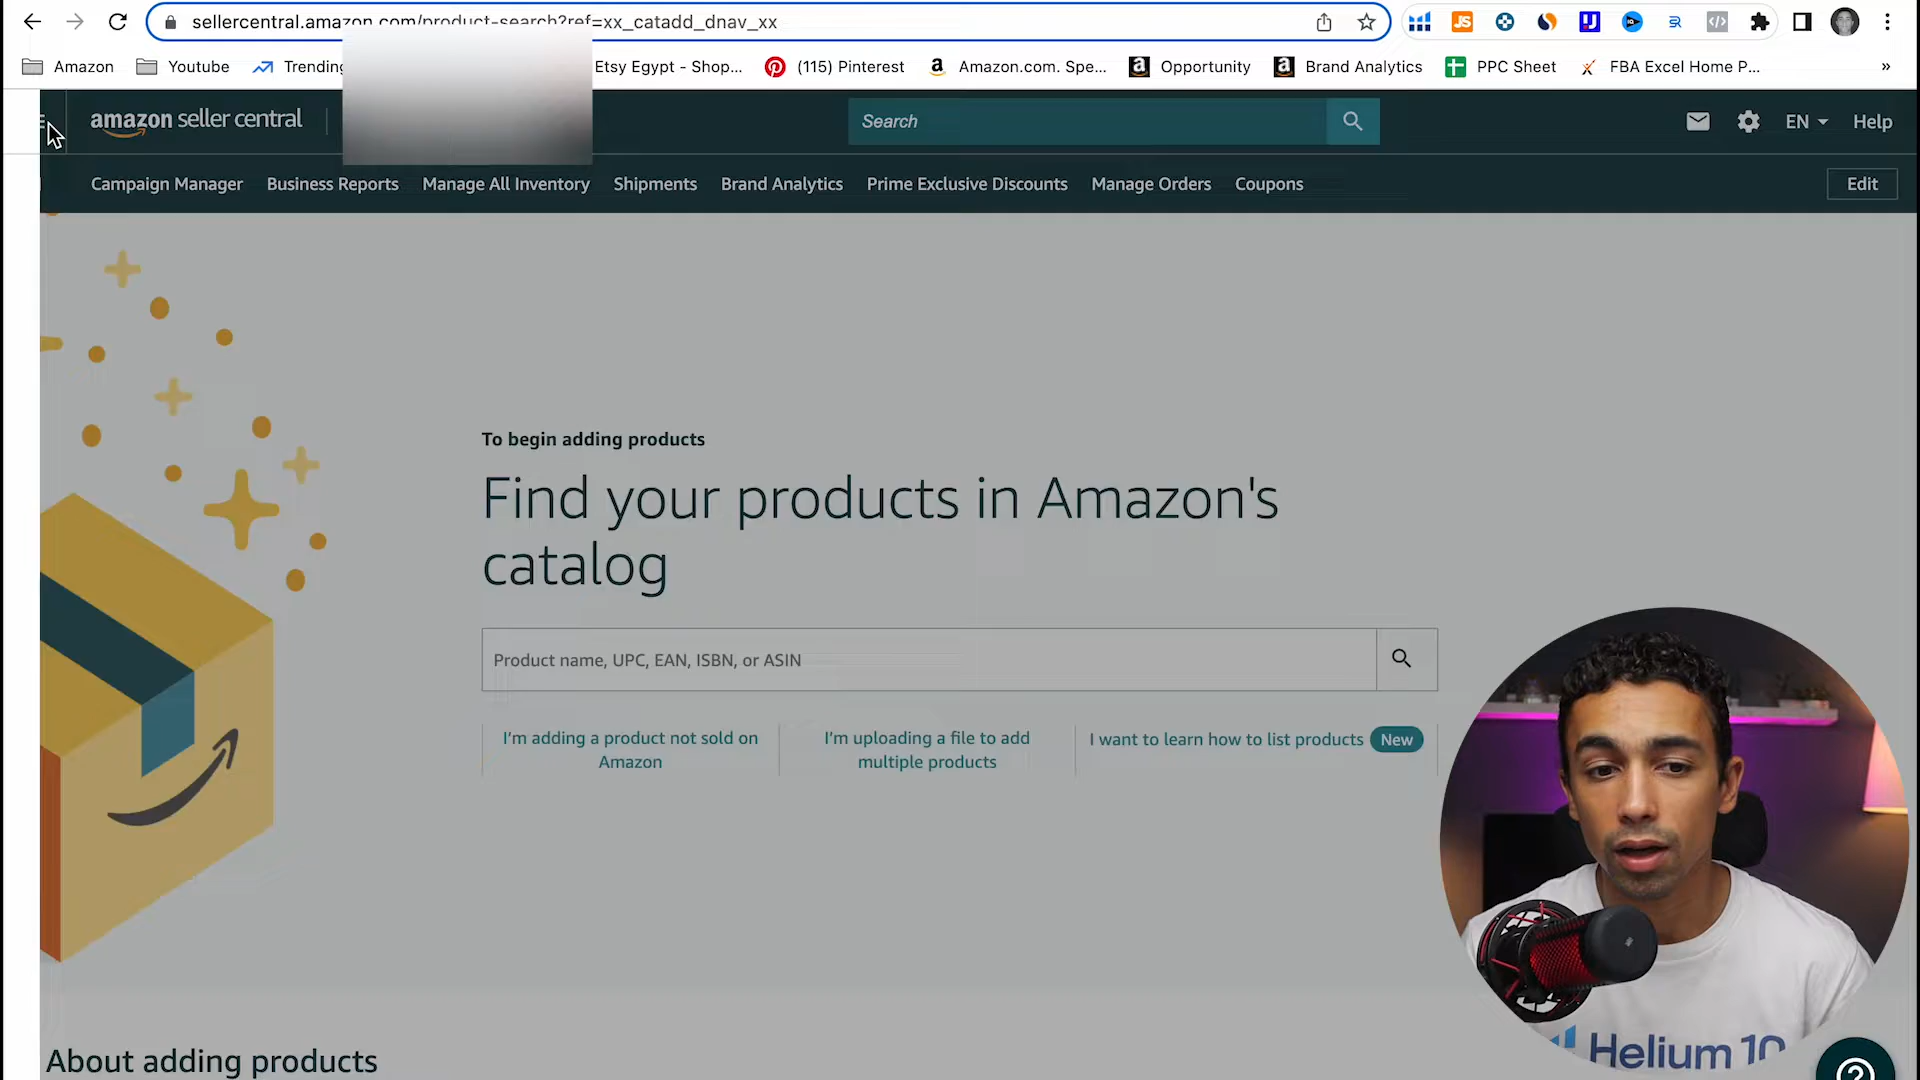 sellercentral.amazon.com/product-search?ref=xx_catadd_dnav_xx
Amazon
Youtube
Trending
Etsy Egypt - Shop...
(115) Pinterest
Amazon.com. Spe...
Opportunity
Brand Analytics
PPC Sheet
FBA Excel Home P...
»
amazon seller central
Search
EN
Help
Campaign Manager
Business Reports
Manage All Inventory
Shipments
Brand Analytics
Prime Exclusive Discounts
Manage Orders
Coupons
Edit
To begin adding products
Find your products in Amazon's
catalog
Product name, UPC, EAN, ISBN, or ASIN
I'm adding a product not sold on
Amazon
I'm uploading a file to add
multiple products
I want to learn how to list products New
About adding products
Helium 10